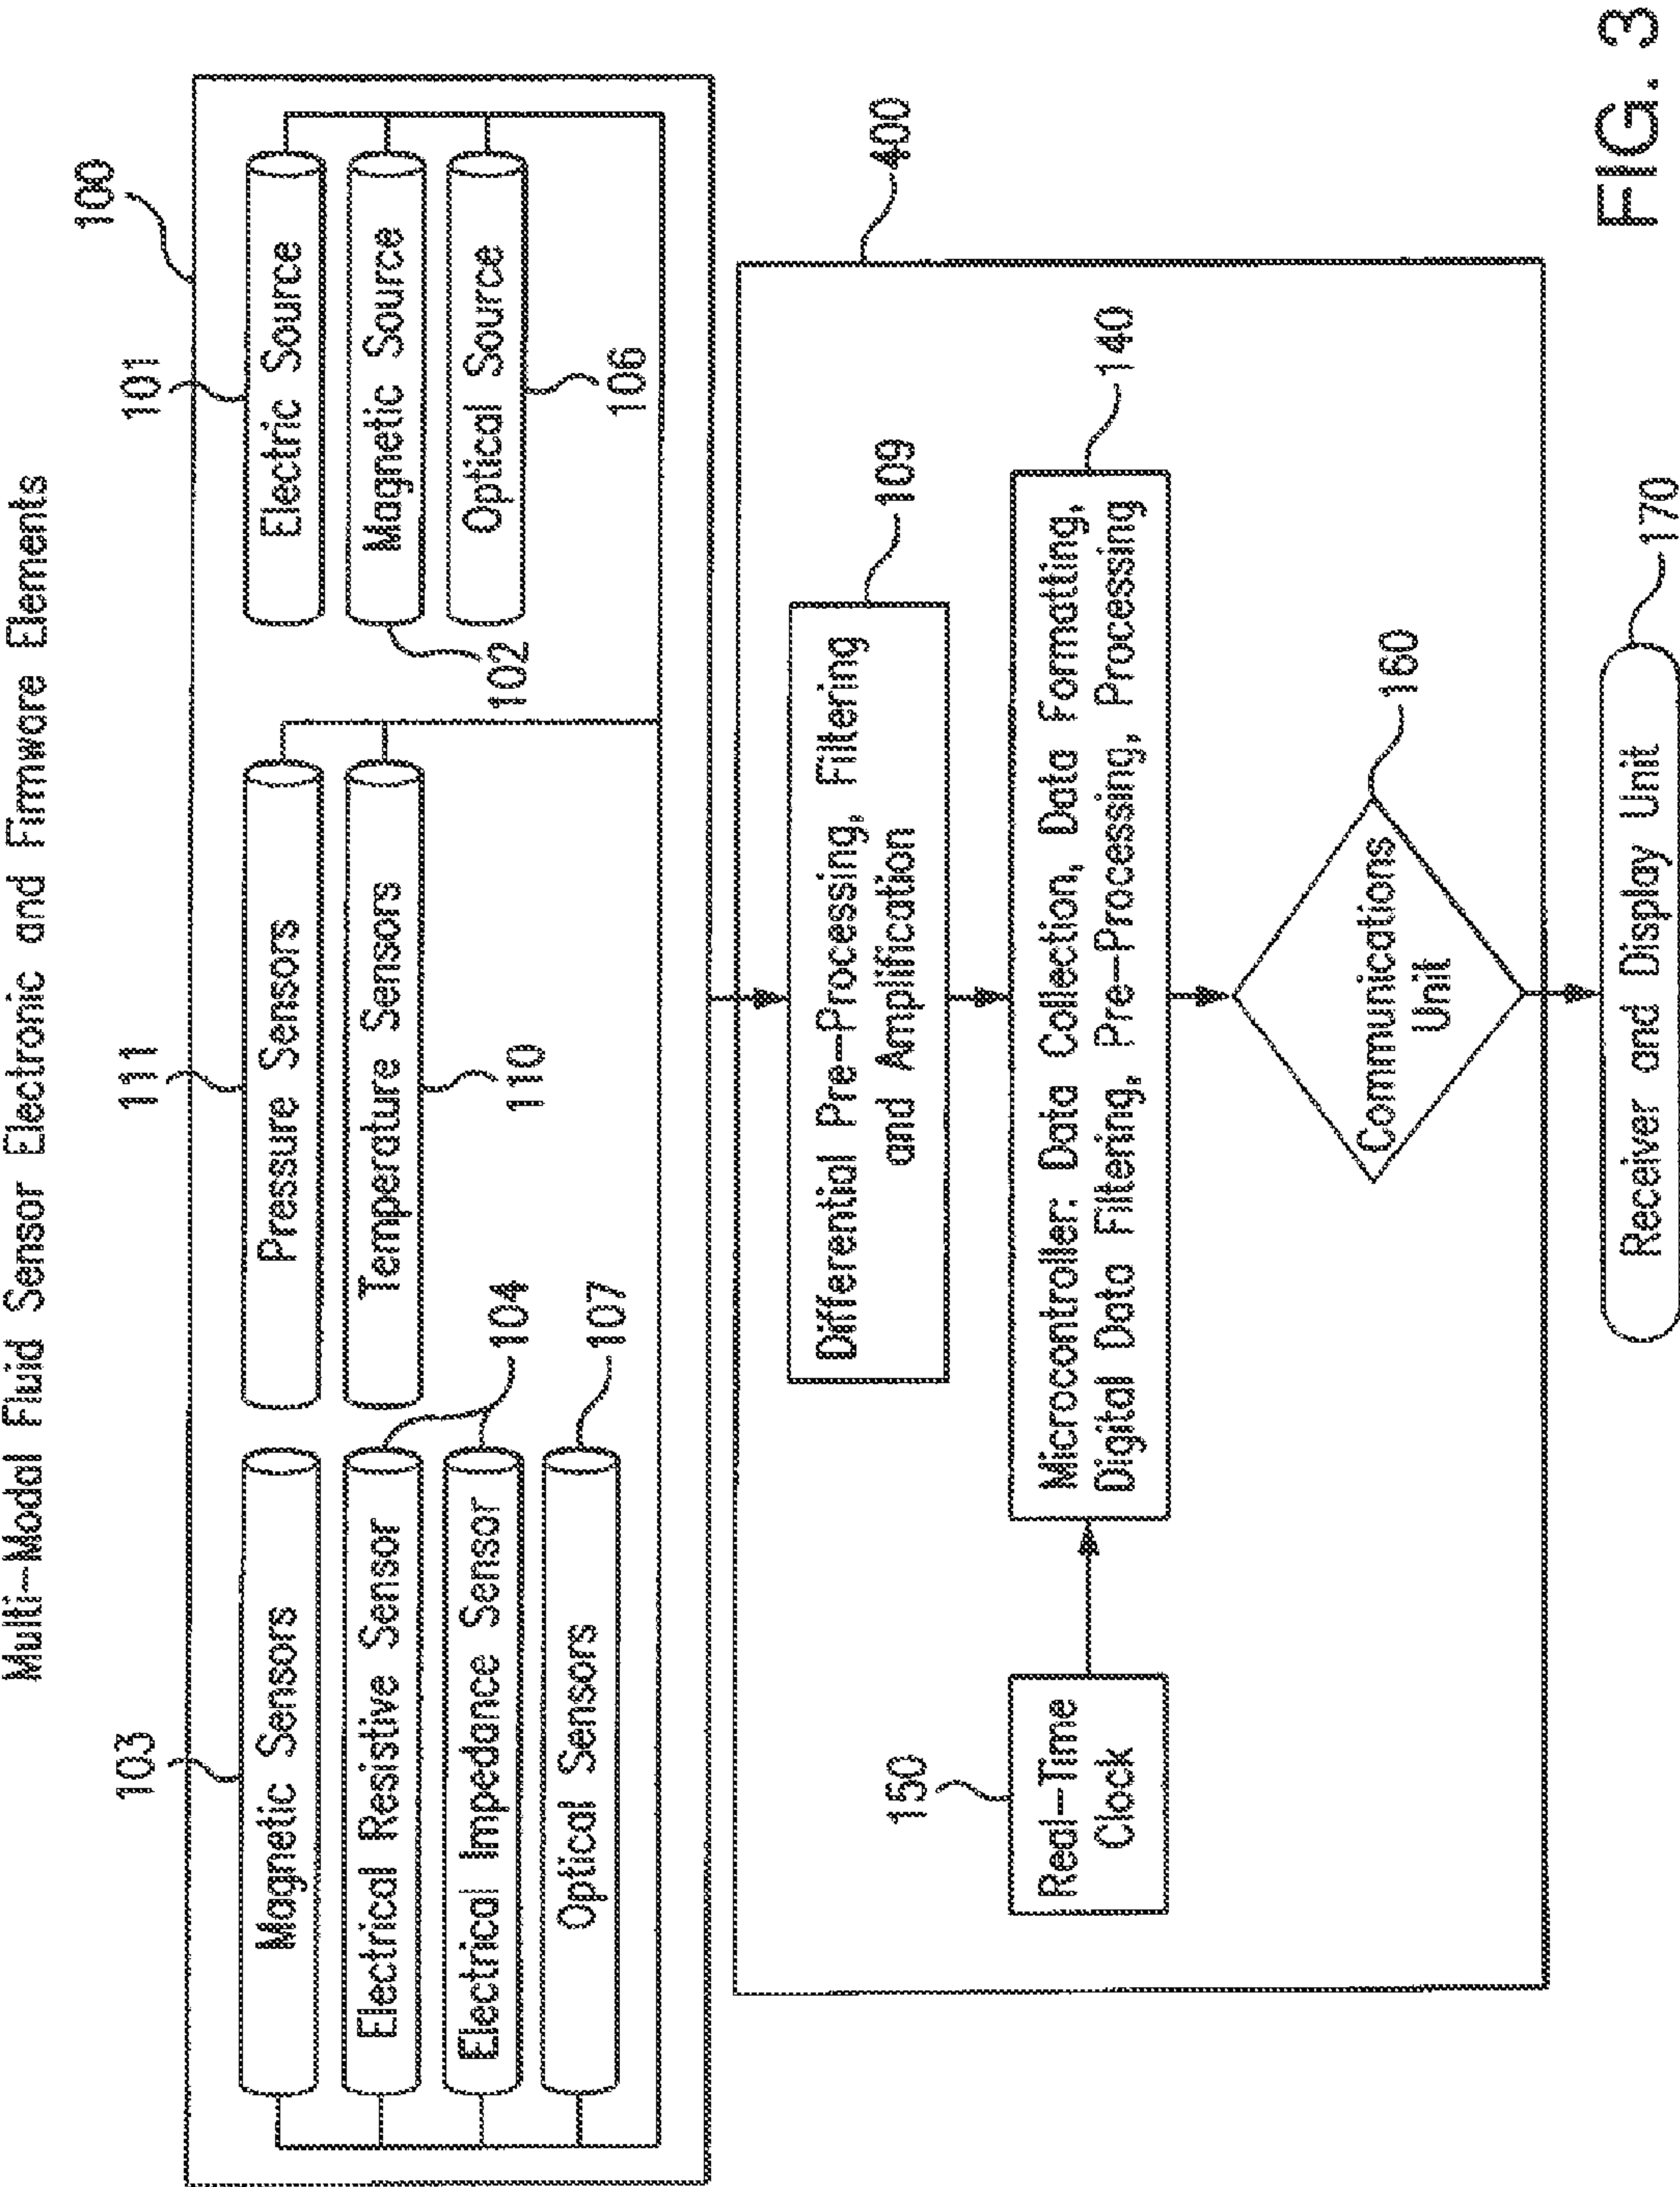 Multi-Modal Fluid Sensor Electronic and Firmware Elements
100
103
111
101
Magnetic Sensors
Pressure Sensors
Electric Source
Electrical Resistive Sensor
Temperature Sensors
Magnetic Source
Electrical Impedance Sensor
104
110
102
Optical Source
Optical Sensors
107
106
400
109
Differential Pre-Processing, Filtering
and Amplification
150
140
Real-Time
Clock
Microcontroller: Data Collection, Data Formatting,
Digital Data Filtering, Pre-Processing, Processing
160
Communications
Unit
170
Receiver and Display Unit
FIG. 3